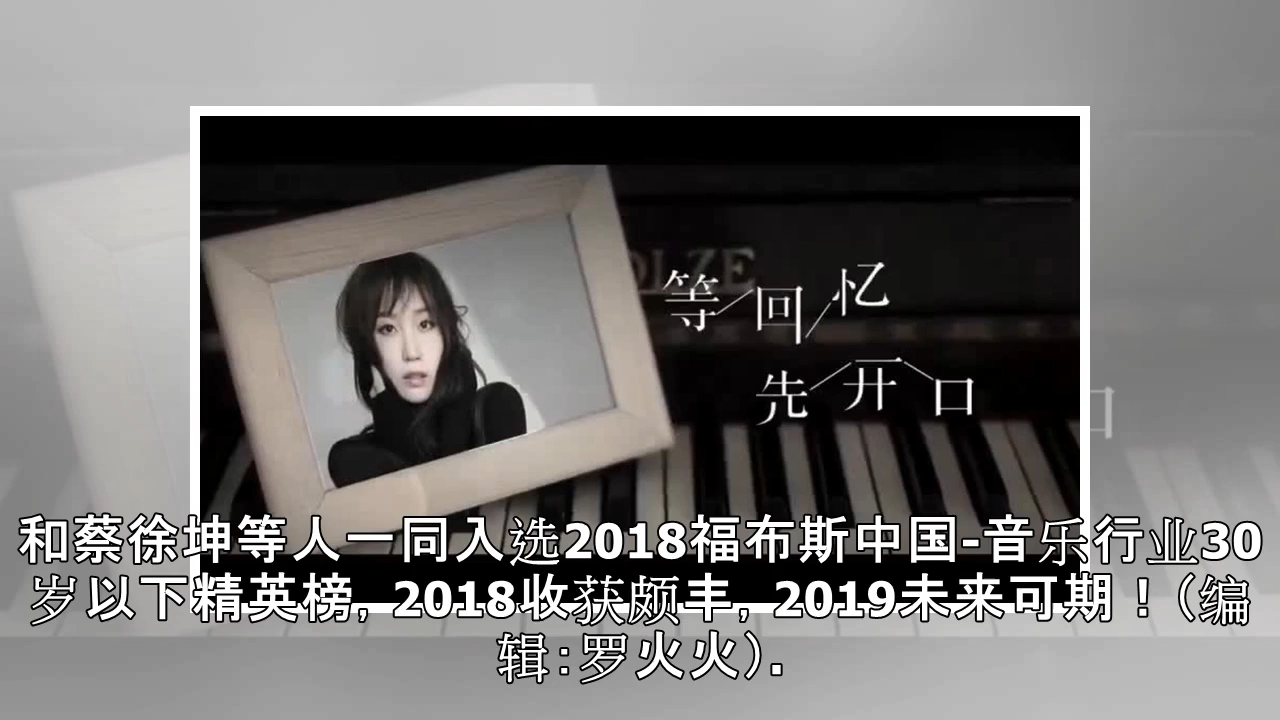 等回忆
先开口
和蔡徐坤等人一同入选2018福布斯中国-音乐行业30
岁以下精英榜, 2018收获颇丰, 2019未来可期！(编
辑:罗火火).